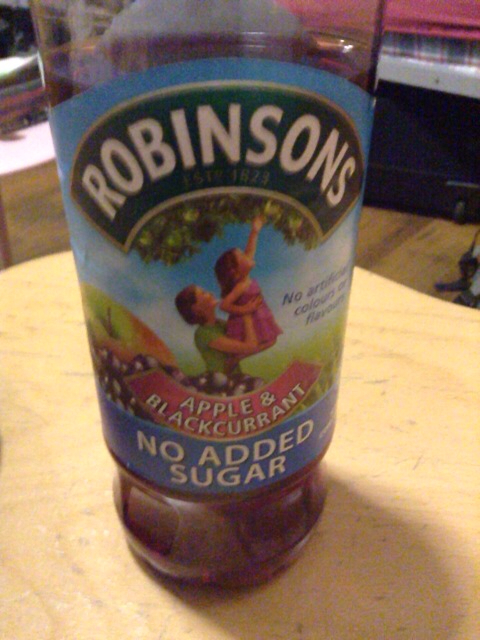 ROBINSONS
ESTD 1823
No artificial
colours or
flavours
APPLE &
BLACKCURRANT
NO ADDED
SUGAR